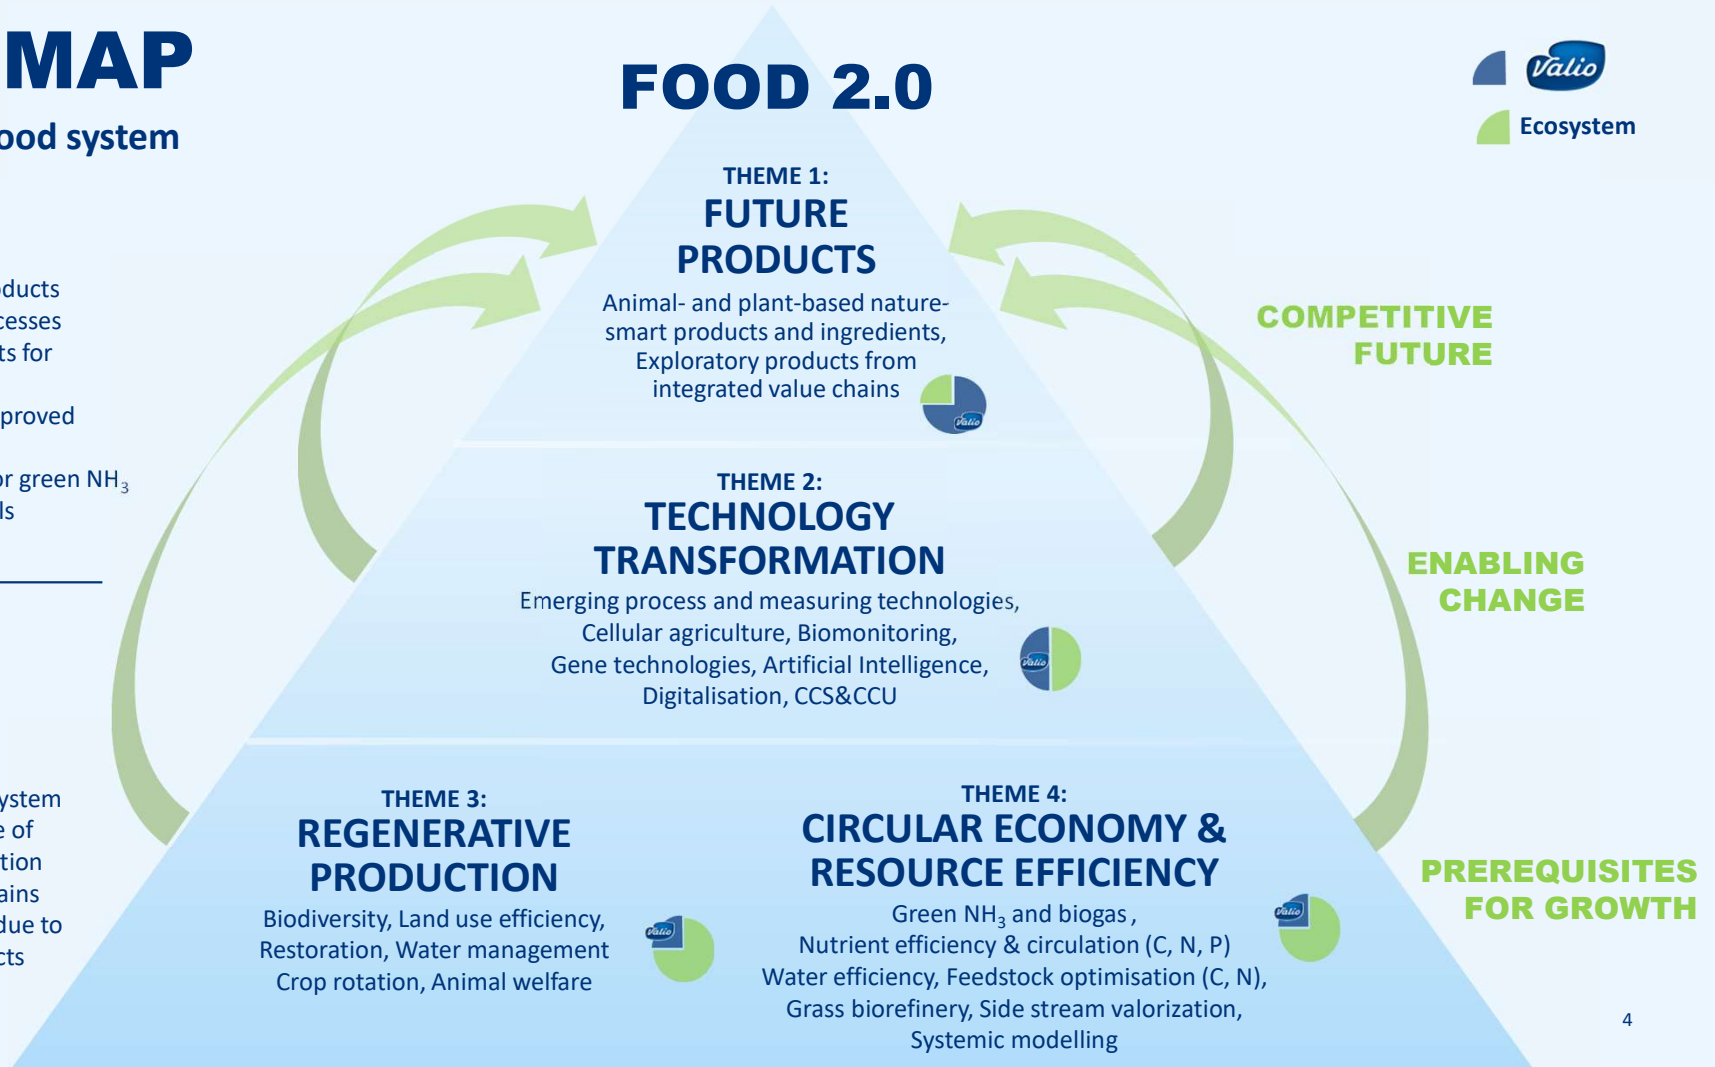 MAP
ood system
ducts
cesses
ts for
proved
or green NH₃
ls
ystem
e of
tion
ains
due to
cts
FOOD 2.0
THEME 1:
FUTURE
PRODUCTS
Animal- and plant-based nature-
smart products and ingredients,
Exploratory products from
integrated value chains
Valio
THEME 2:
TECHNOLOGY
TRANSFORMATION
Emerging process and measuring technologies,
Cellular agriculture, Biomonitoring,
Gene technologies, Artificial Intelligence,
Digitalisation, CCS&CCU
Valio
THEME 3:
REGENERATIVE
PRODUCTION
Biodiversity, Land use efficiency,
Restoration, Water management
Crop rotation, Animal welfare
Valio
THEME 4:
CIRCULAR ECONOMY &
RESOURCE EFFICIENCY
Green NH₃ and biogas ,
Nutrient efficiency & circulation (C, N, P)
Water efficiency, Feedstock optimisation (C, N),
Grass biorefinery, Side stream valorization,
Systemic modelling
Valio
Valio
Ecosystem
COMPETITIVE
FUTURE
ENABLING
CHANGE
PREREQUISITES
FOR GROWTH
4